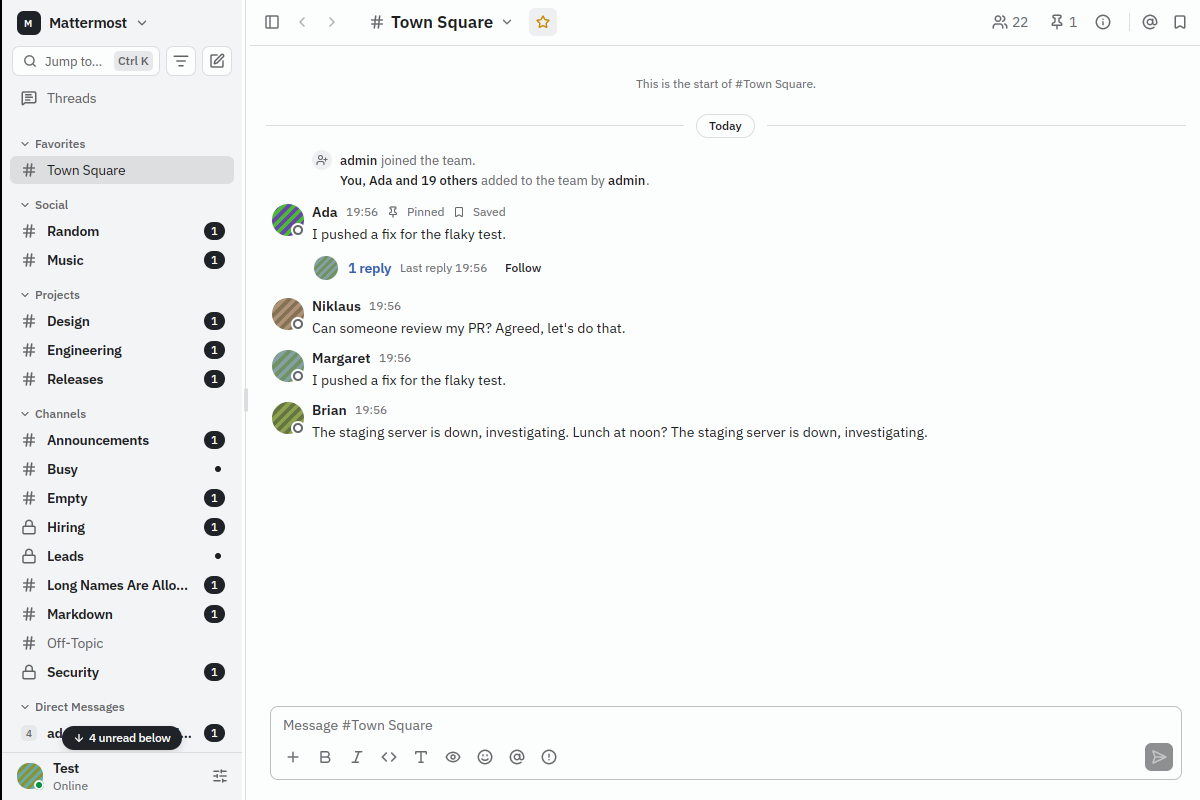 M Mattermost
Jump to... Ctrl K
Threads
Favorites
Town Square
Social
Random 1
Music 1
Projects
Design 1
Engineering 1
Releases 1
Channels
Announcements 1
Busy
Empty 1
Hiring 1
Leads
Long Names Are Allo... 1
Markdown 1
Off-Topic
Security 1
Direct Messages
4 ... 1
4 unread below
Test
Online
Town Square
22 1
This is the start of #Town Square.
Today
admin joined the team.
You, Ada and 19 others added to the team by admin.
Ada 19:56 Pinned Saved
I pushed a fix for the flaky test.
1 reply Last reply 19:56 Follow
Niklaus 19:56
Can someone review my PR? Agreed, let's do that.
Margaret 19:56
I pushed a fix for the flaky test.
Brian 19:56
The staging server is down, investigating. Lunch at noon? The staging server is down, investigating.
Message #Town Square